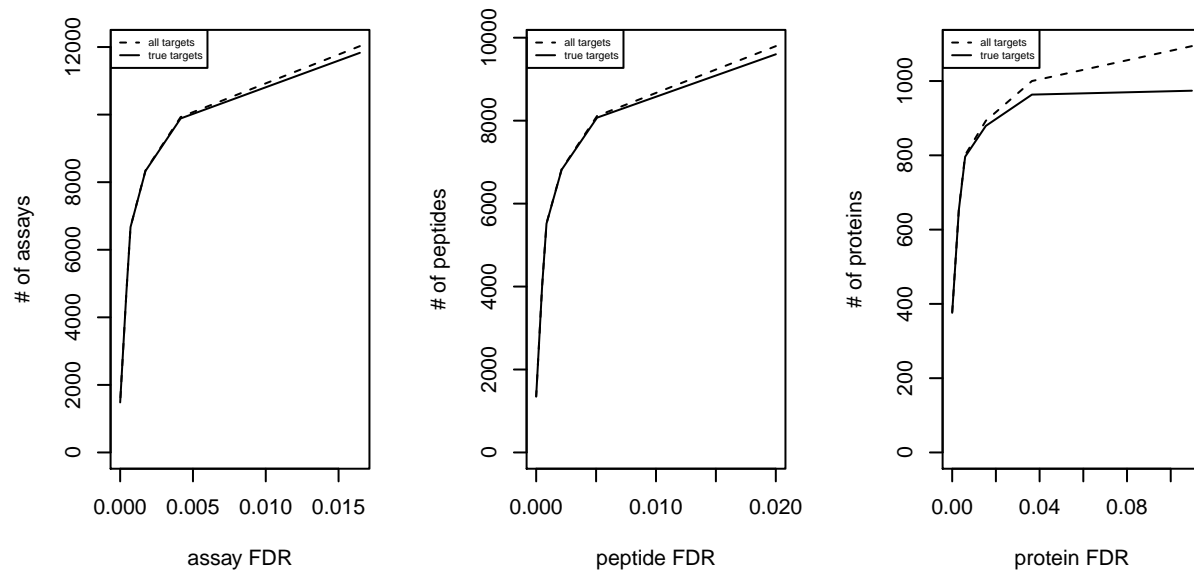 all targets
true targets
# of assays
0
2000
4000
6000
8000
12000
0.000 0.005 0.010 0.015
assay FDR
all targets
true targets
# of peptides
0
2000
4000
6000
8000
10000
0.000 0.010 0.020
peptide FDR
all targets
true targets
# of proteins
0
200
400
600
800
1000
0.00 0.04 0.08
protein FDR